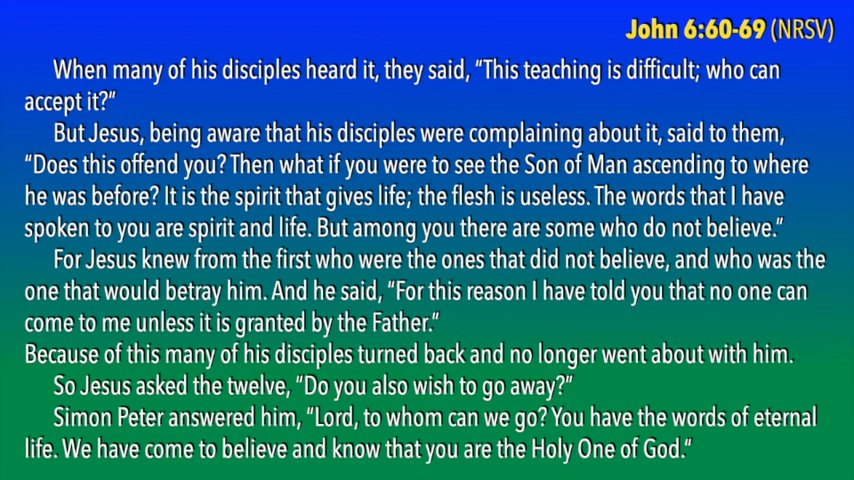 John 6:60-69 (NRSV)
When many of his disciples heard it, they said, “This teaching is difficult; who can
accept it?”
But Jesus, being aware that his disciples were complaining about it, said to them,
“Does this offend you? Then what if you were to see the Son of Man ascending to where
he was before? It is the spirit that gives life; the flesh is useless. The words that I have
spoken to you are spirit and life. But among you there are some who do not believe.”
For Jesus knew from the first who were the ones that did not believe, and who was the
one that would betray him. And he said, “For this reason I have told you that no one can
come to me unless it is granted by the Father.”
Because of this many of his disciples turned back and no longer went about with him.
So Jesus asked the twelve, “Do you also wish to go away?”
Simon Peter answered him, “Lord, to whom can we go? You have the words of eternal
life. We have come to believe and know that you are the Holy One of God.“